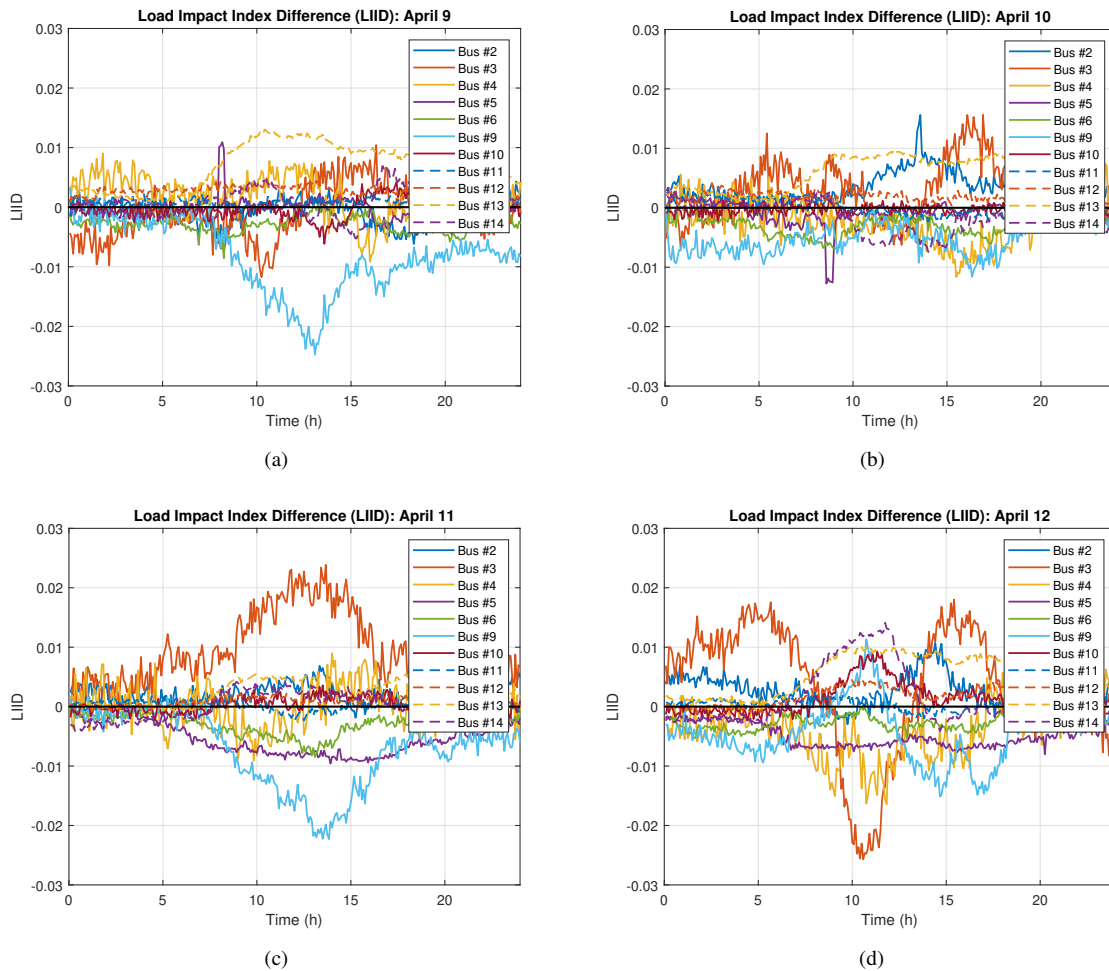 Load Impact Index Difference (LIID): April 9
0.03
0.02
0.01
0
-0.01
-0.02
-0.03
LIID
0 5 10 15 20
Time (h)
Bus #2
Bus #3
Bus #4
Bus #5
Bus #6
Bus #9
Bus #10
Bus #11
Bus #12
Bus #13
Bus #14
(a)
Load Impact Index Difference (LIID): April 10
0.03
0.02
0.01
0
-0.01
-0.02
-0.03
LIID
0 5 10 15 20
Time (h)
Bus #2
Bus #3
Bus #4
Bus #5
Bus #6
Bus #9
Bus #10
Bus #11
Bus #12
Bus #13
Bus #14
(b)
Load Impact Index Difference (LIID): April 11
0.03
0.02
0.01
0
-0.01
-0.02
-0.03
LIID
0 5 10 15 20
Time (h)
Bus #2
Bus #3
Bus #4
Bus #5
Bus #6
Bus #9
Bus #10
Bus #11
Bus #12
Bus #13
Bus #14
(c)
Load Impact Index Difference (LIID): April 12
0.03
0.02
0.01
0
-0.01
-0.02
-0.03
LIID
0 5 10 15 20
Time (h)
Bus #2
Bus #3
Bus #4
Bus #5
Bus #6
Bus #9
Bus #10
Bus #11
Bus #12
Bus #13
Bus #14
(d)